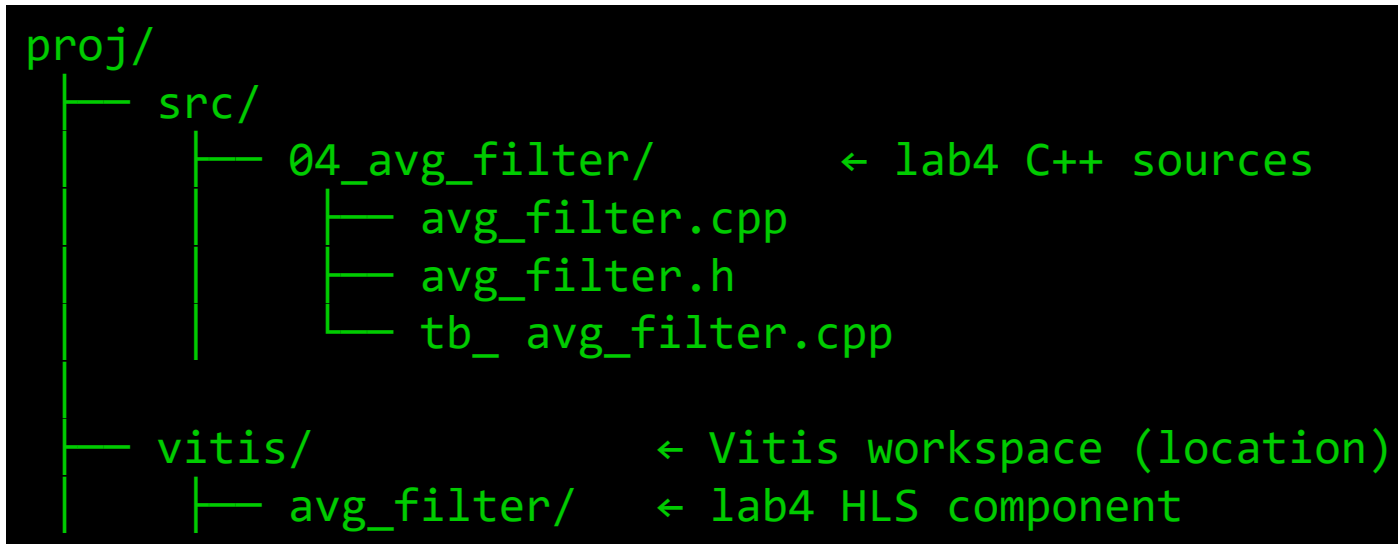 proj/
├── src/
│   ├── 04_avg_filter/ ← lab4 C++ sources
│   │   ├── avg_filter.cpp
│   │   ├── avg_filter.h
│   │   └── tb_ avg_filter.cpp
├── vitis/ ← Vitis workspace (location)
│   ├── avg_filter/ ← lab4 HLS component